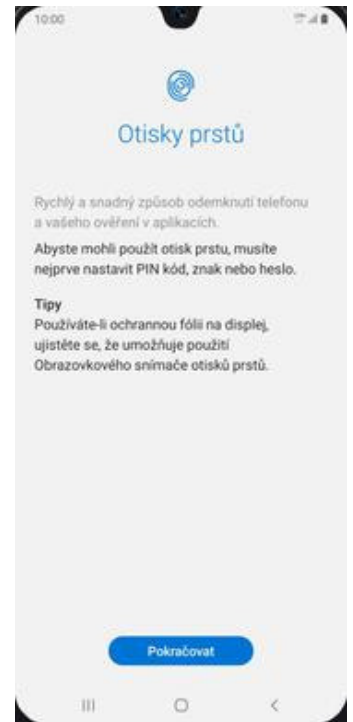 10:00
Otisky prstů
Rychlý a snadný způsob odemknutí telefonu
a vašeho ověření v aplikacích.
Abyste mohli použít otisk prstu, musíte
nejprve nastavit PIN kód, znak nebo heslo.
Tipy
Používáte-li ochrannou fólii na displej,
ujistěte se, že umožňuje použití
Obrazovkového snímače otisků prstů.
Pokračovat